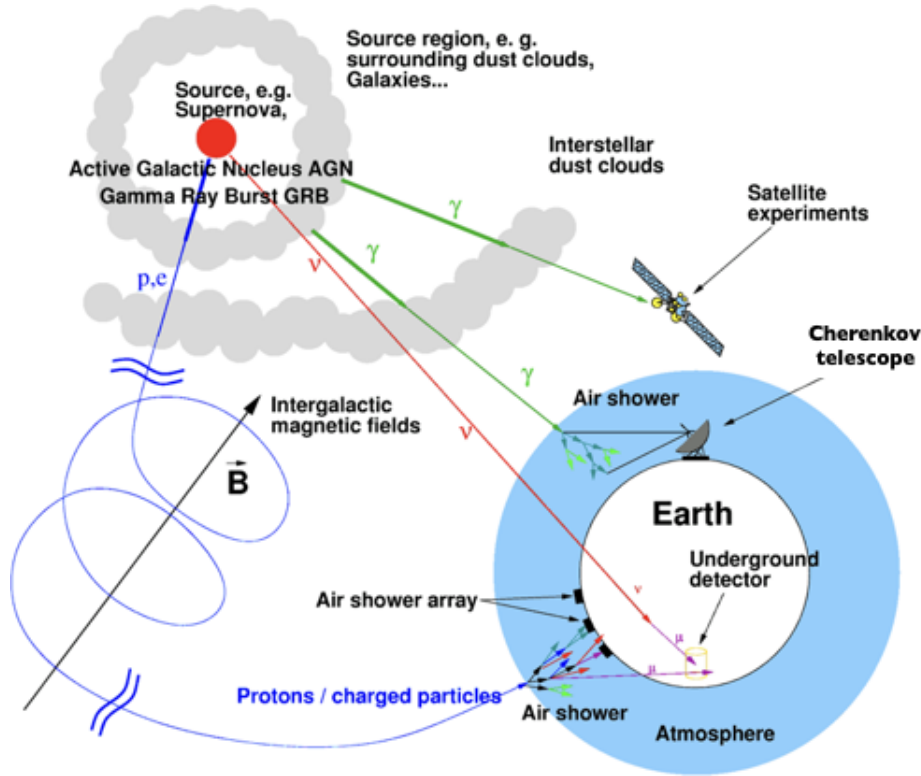 Source region, e. g.
surrounding dust clouds,
Galaxies...
Source, e.g.
Supernova,
Active Galactic Nucleus AGN
Gamma Ray Burst GRB
Interstellar
dust clouds
Satellite
experiments
γ
γ
ν
p,e
Cherenkov
telescope
γ
Air shower
Intergalactic
magnetic fields
ν
B
Earth
Underground
detector
Air shower array
ν
μ
μ
Protons / charged particles
Air shower
Atmosphere